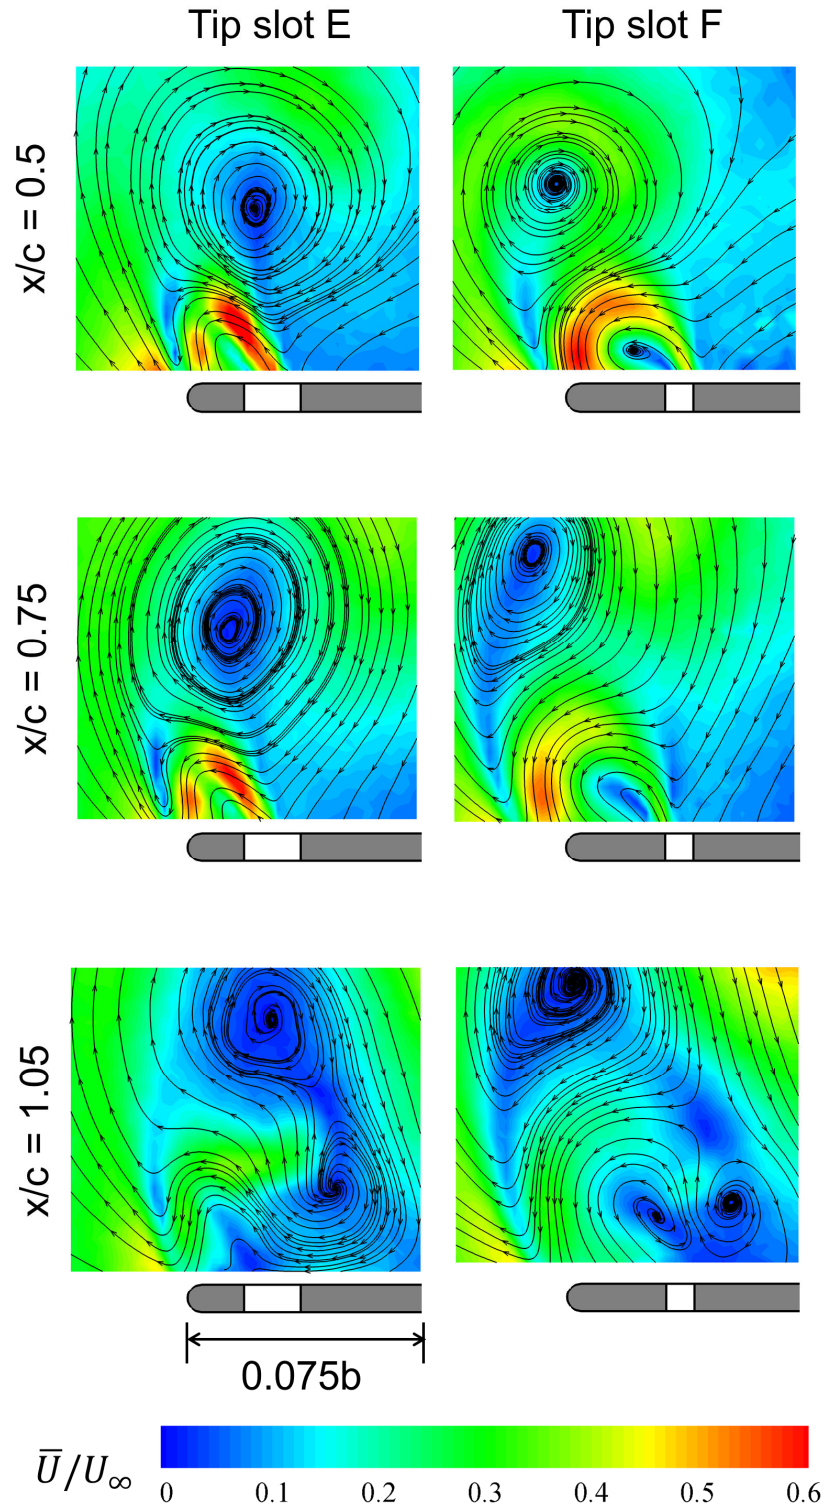 Tip slot E Tip slot F
x/c = 0.5
x/c = 0.75
x/c = 1.05
0.075b
U̅/U∞
0 0.1 0.2 0.3 0.4 0.5 0.6